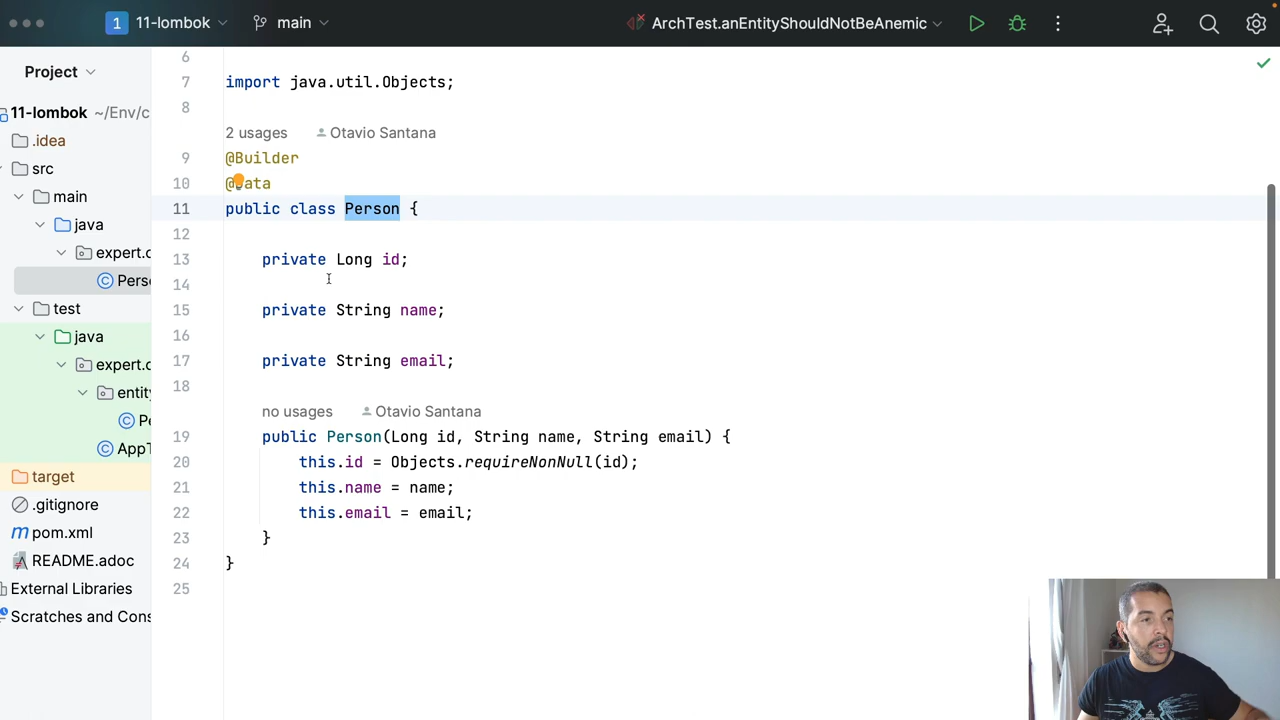 1 11-lombok main ArchTest.anEntityShouldNotBeAnemic
Project
11-lombok ~/Env/c
.idea
src
main
java
expert.c
Perso
test
java
expert.c
entity
Pe
AppT
target
.gitignore
pom.xml
README.adoc
External Libraries
Scratches and Cons
6
7 import java.util.Objects;
8
2 usages Otavio Santana
9 @Builder
10 @Data
11 public class Person {
12
13 private Long id;
14
15 private String name;
16
17 private String email;
18
no usages Otavio Santana
19 public Person(Long id, String name, String email) {
20 this.id = Objects.requireNonNull(id);
21 this.name = name;
22 this.email = email;
23 }
24 }
25